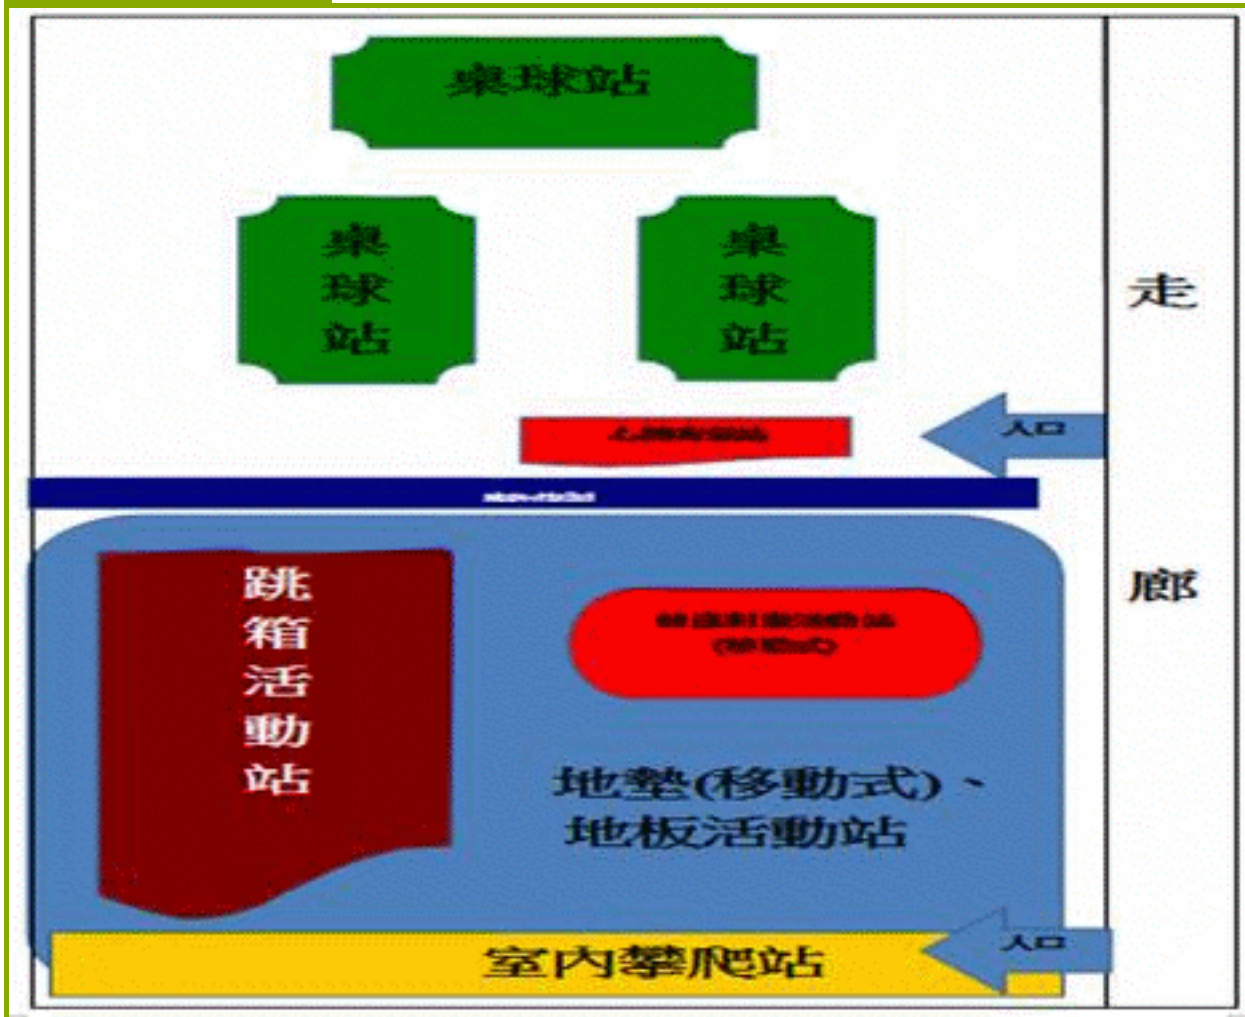 桌球站
桌球站
桌球站
走廊
入口
跳箱活動站
地墊(移動式)、
地板活動站
室內攀爬站
入口